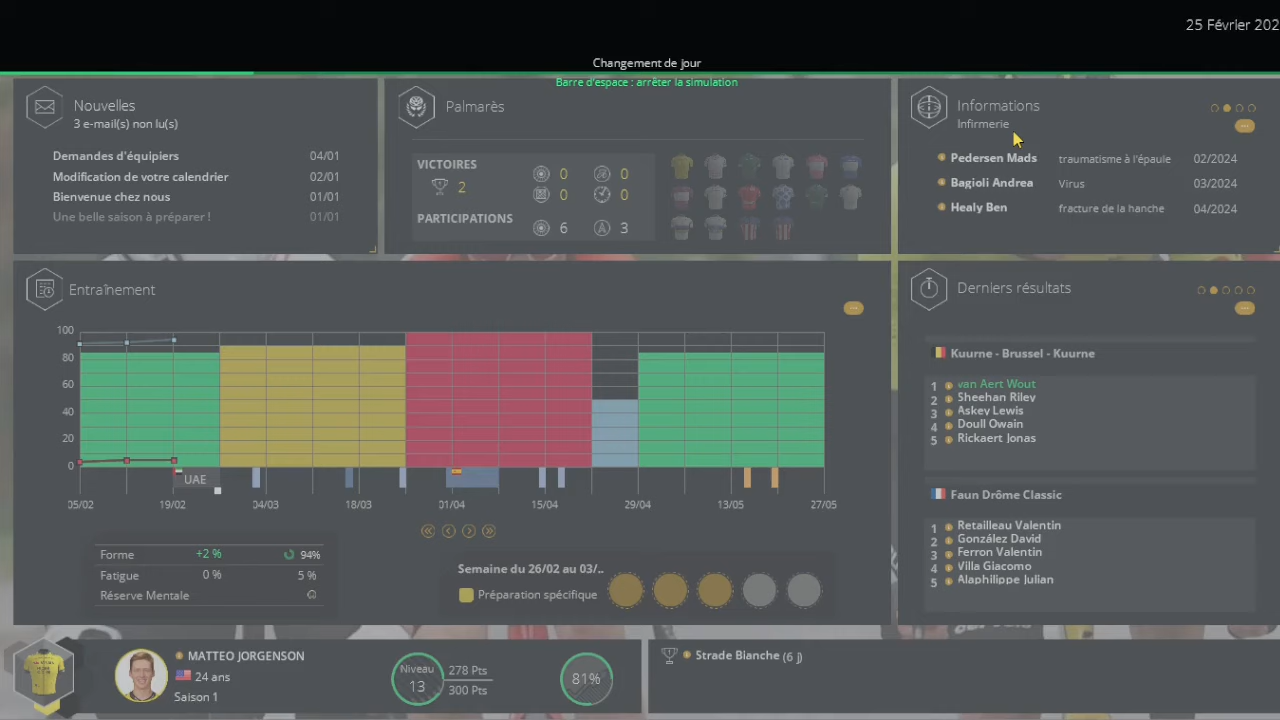 25 Février 202
Changement de jour
Barre d'espace : arrêter la simulation
Nouvelles
3 e-mail(s) non lu(s)
Demandes d'équipiers 04/01
Modification de votre calendrier 02/01
Bienvenue chez nous 01/01
Une belle saison à préparer ! 01/01
Palmarès
VICTOIRES
2
0 0
0 0
PARTICIPATIONS
6 3
Informations
Infirmerie
Pedersen Mads traumatisme à l'épaule 02/2024
Bagioli Andrea Virus 03/2024
Healy Ben fracture de la hanche 04/2024
Entraînement
100
80
60
40
20
0
UAE
05/02 19/02 04/03 18/03 01/04 15/04 29/04 13/05 27/05
Forme +2 % 94%
Fatigue 0 % 5 %
Réserve Mentale
Semaine du 26/02 au 03/..
Préparation spécifique
Derniers résultats
Kuurne - Brussel - Kuurne
1 van Aert Wout
2 Sheehan Riley
3 Askey Lewis
4 Doull Owain
5 Rickaert Jonas
Faun Drôme Classic
1 Retailleau Valentin
2 González David
3 Ferron Valentin
4 Villa Giacomo
5 Alaphilippe Julian
MATTEO JORGENSON
24 ans
Saison 1
Niveau
13
278 Pts
300 Pts
81%
Strade Bianche (6 j)